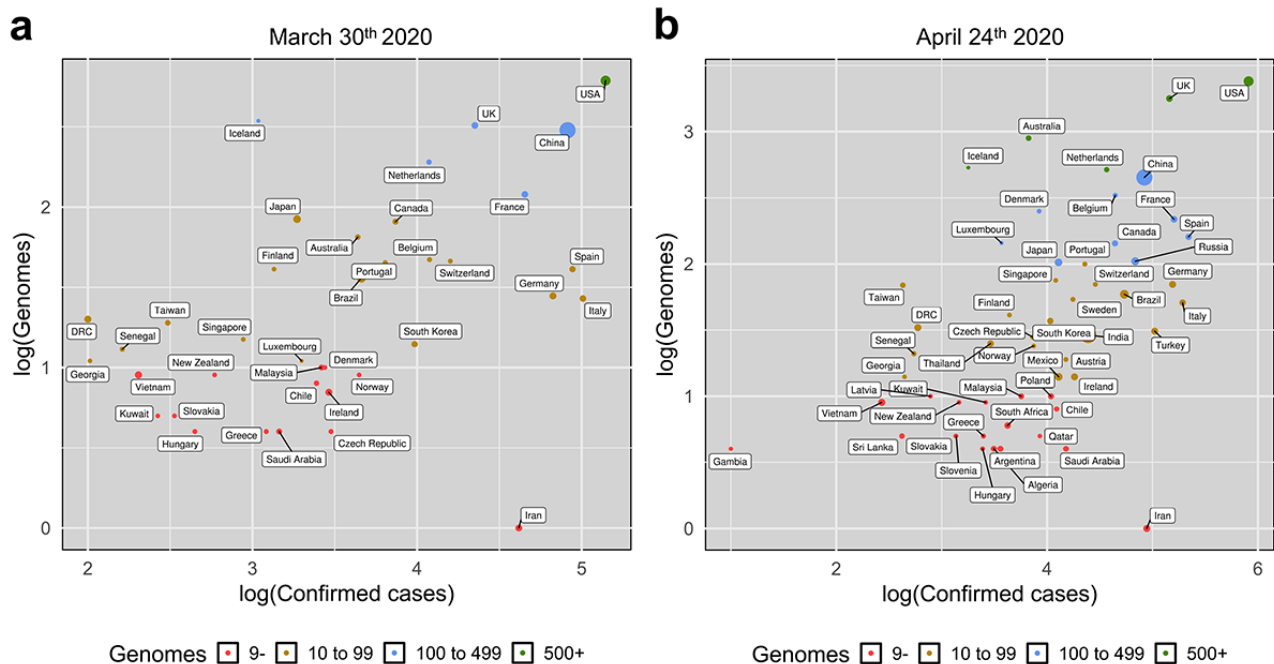 a
March 30th 2020
log(Genomes)
2
1
0
USA
UK
Iceland
China
Netherlands
France
Japan
Canada
Australia
Finland
Belgium
Portugal
Switzerland
Spain
Brazil
Germany
Italy
Taiwan
DRC
Singapore
Senegal
South Korea
Luxembourg
Denmark
Georgia
New Zealand
Malaysia
Vietnam
Norway
Chile
Kuwait
Slovakia
Ireland
Hungary
Greece
Czech Republic
Saudi Arabia
Iran
2 3 4 5
log(Confirmed cases)
Genomes 9- 10 to 99 100 to 499 500+
b
April 24th 2020
log(Genomes)
3
2
1
0
UK
USA
Australia
Iceland
Netherlands
China
Denmark
Belgium
France
Spain
Luxembourg
Canada
Japan
Portugal
Russia
Singapore
Switzerland
Germany
Taiwan
Finland
Sweden
Brazil
Italy
DRC
Czech Republic
South Korea
India
Turkey
Senegal
Thailand
Norway
Mexico
Austria
Georgia
Latvia
Kuwait
Malaysia
Poland
Ireland
Vietnam
New Zealand
South Africa
Chile
Greece
Sri Lanka
Slovakia
Qatar
Gambia
Slovenia
Argentina
Saudi Arabia
Hungary
Algeria
Iran
2 4 6
log(Confirmed cases)
Genomes 9- 10 to 99 100 to 499 500+